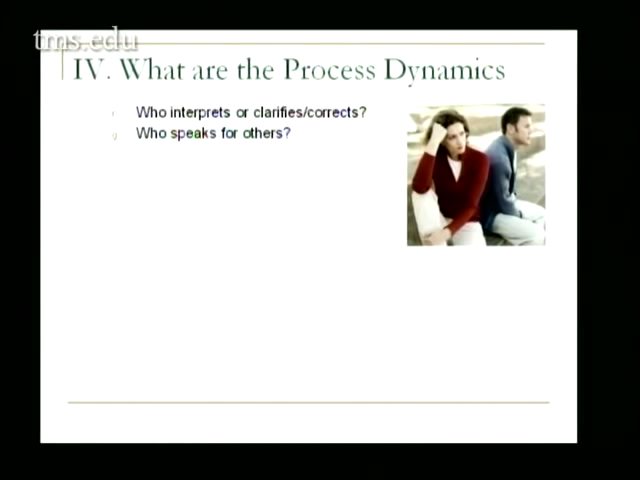 tms.edu
IV. What are the Process Dynamics
f. Who interprets or clarifies/corrects?
g. Who speaks for others?